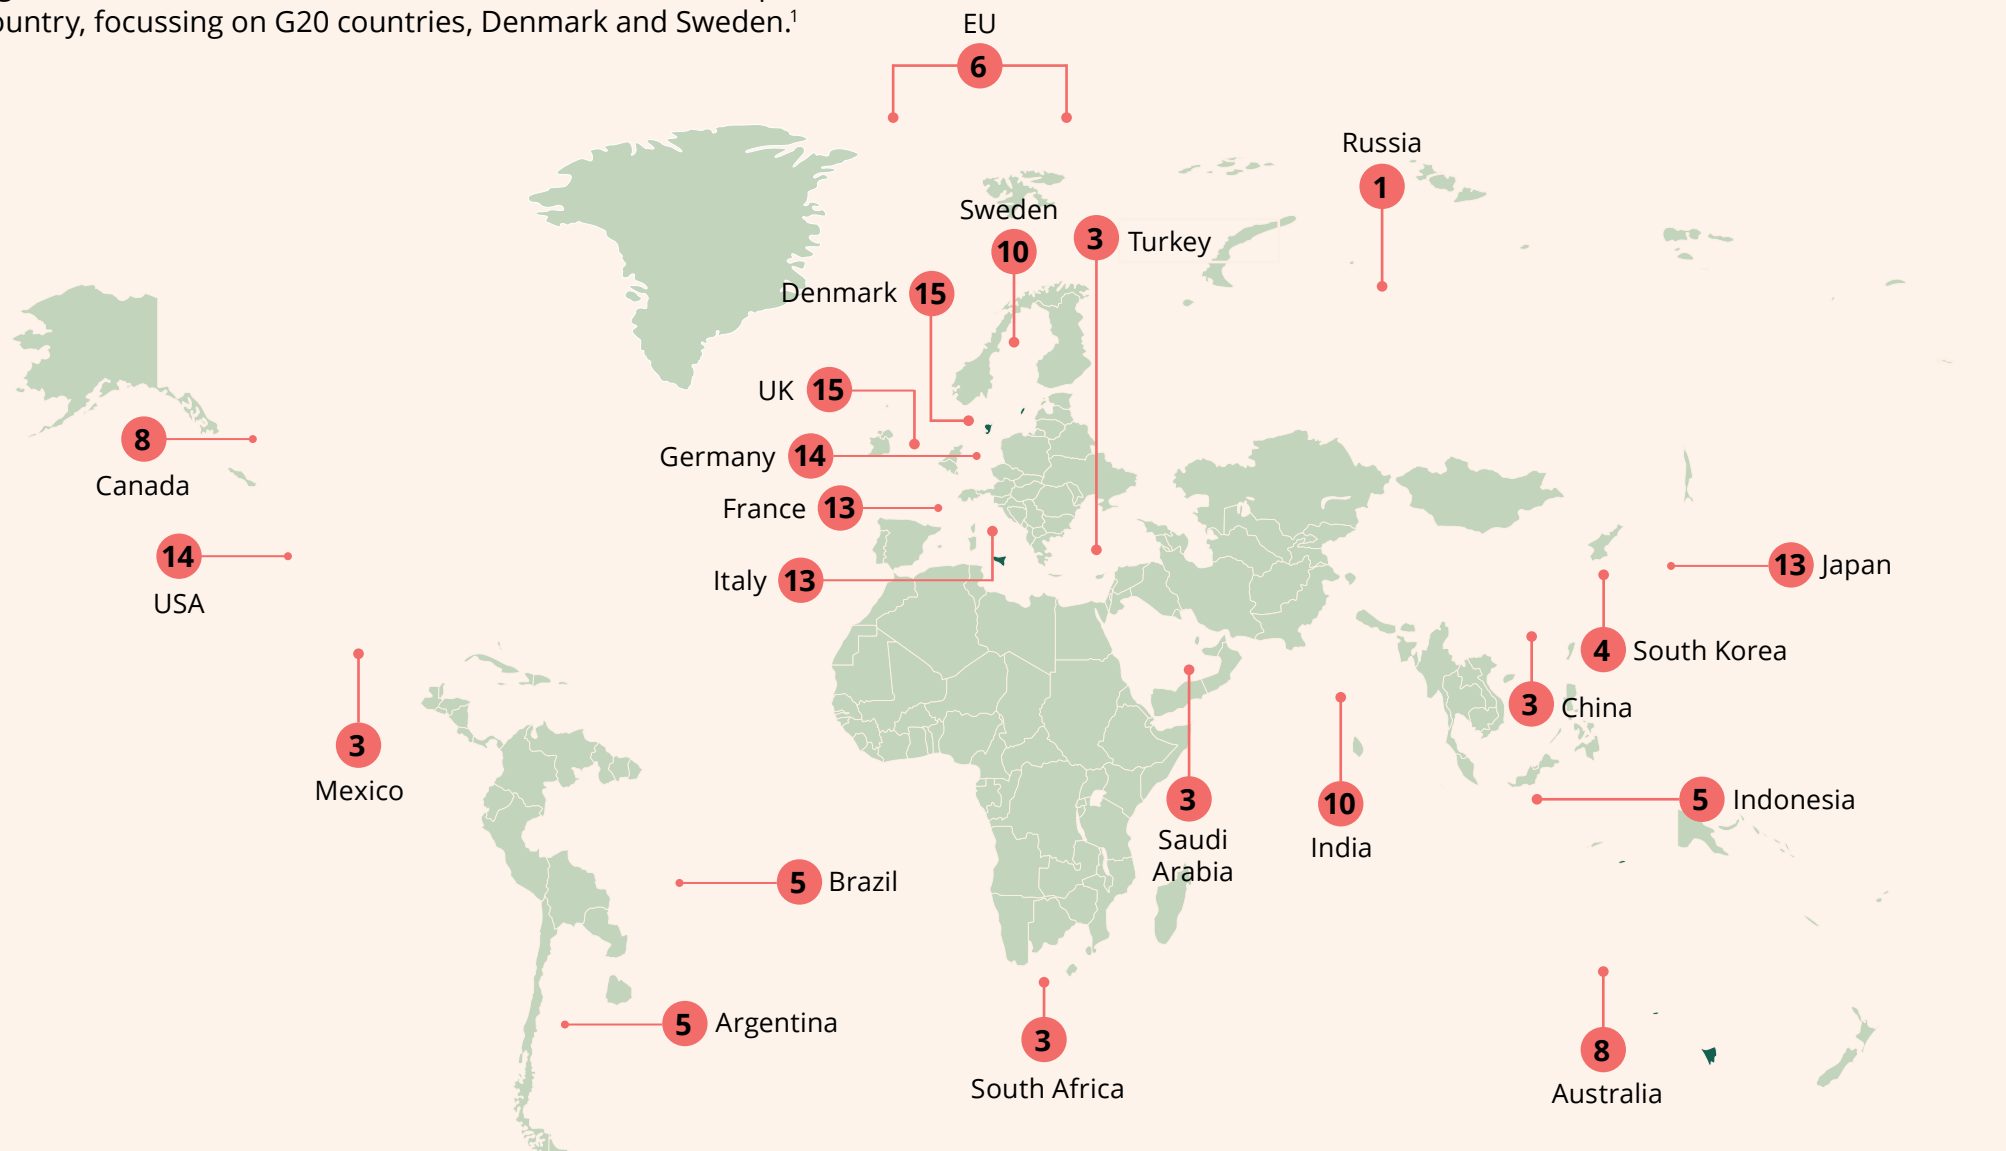 ountry, focussing on G20 countries, Denmark and Sweden.¹
EU
6
Russia
1
Sweden
10
3 Turkey
Denmark 15
UK 15
8
Canada
Germany 14
France 13
14
USA
Italy 13
13 Japan
4 South Korea
3 China
3
Mexico
3
Saudi
Arabia
10
India
5 Indonesia
5 Brazil
5 Argentina
3
South Africa
8
Australia